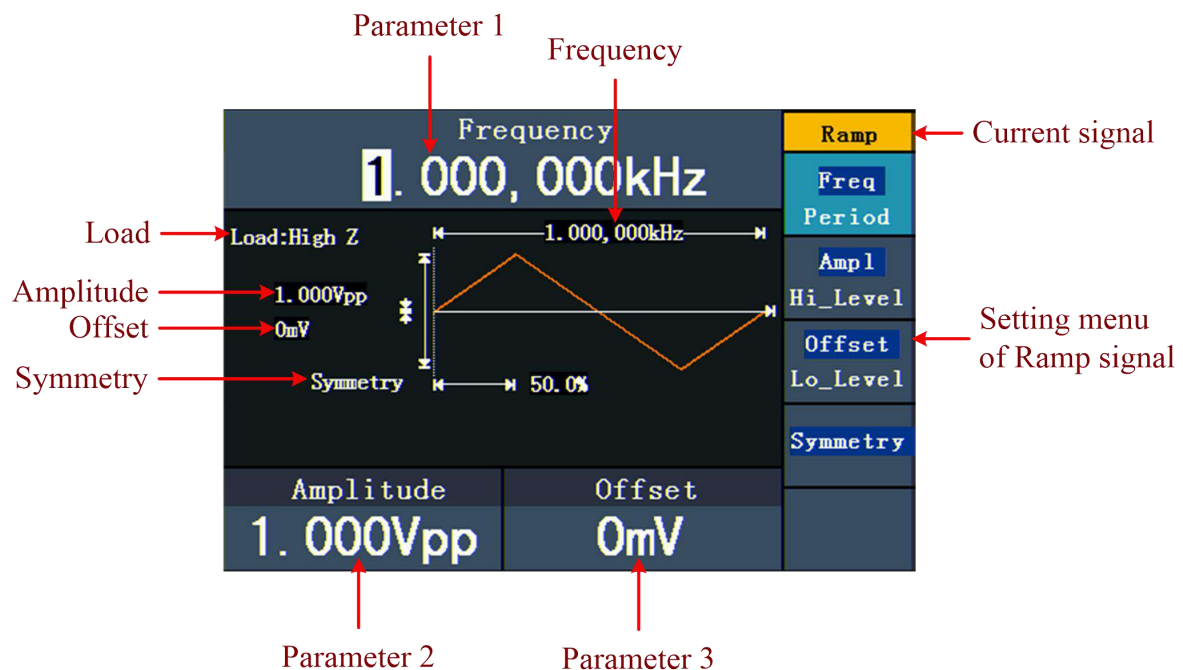 Parameter 1
Frequency
Frequency
1.000,000kHz
Ramp
Current signal
Freq
Period
Load
Load:High Z
1.000,000kHz
Ampl
Hi_Level
Amplitude
1.000Vpp
Offset
0mV
Offset
Lo_Level
Setting menu
of Ramp signal
Symmetry
Symmetry
50.0%
Symmetry
Amplitude
1.000Vpp
Offset
0mV
Parameter 2
Parameter 3